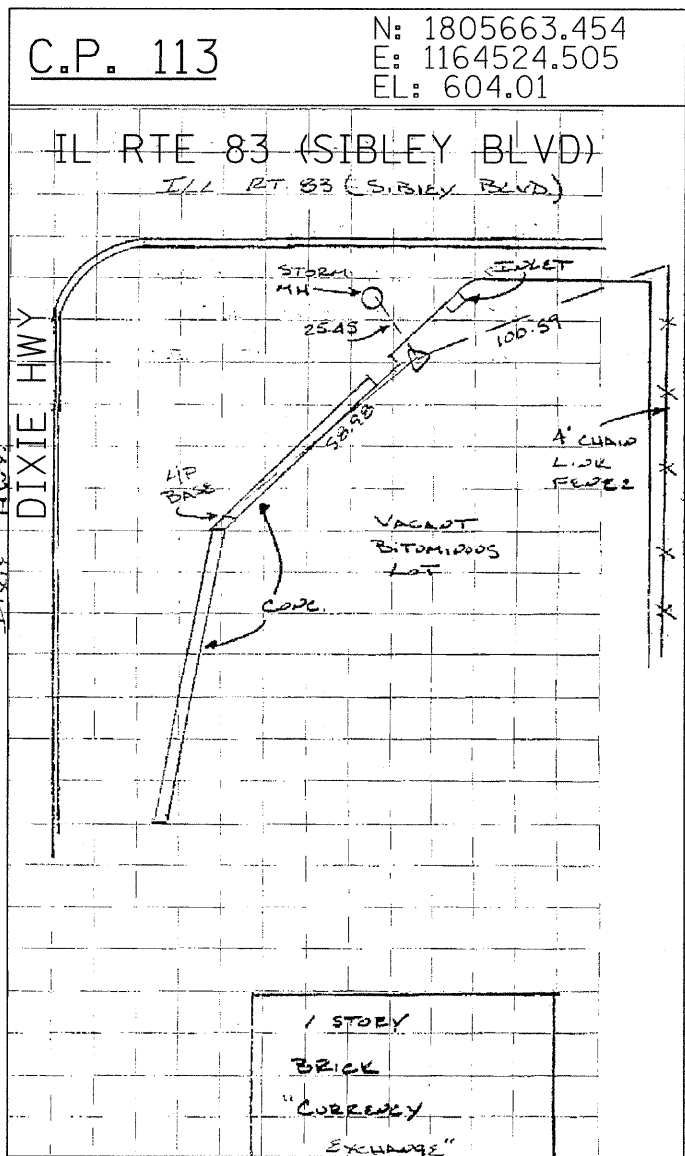 C.P. 113
N: 1805663.454
E: 1164524.505
EL: 604.01
IL RTE 83 (SIBLEY BLVD)
ILL RT. 83 (SIBLEY BLVD.)
STORM
MH
INLET
25.45
100.59
DIXIE HWY
58.98
4' CHAIN
LINK
FENCE
L/P
BASE
VACANT
BITUMINOUS
LOT
CONC.
1 STORY
BRICK
"CURRENCY
EXCHANGE"